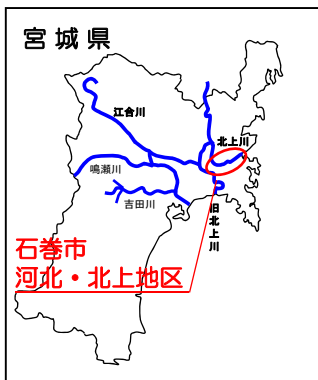 宮城県
江合川
北上川
鳴瀬川
吉田川
旧北上川
石巻市
河北・北上地区